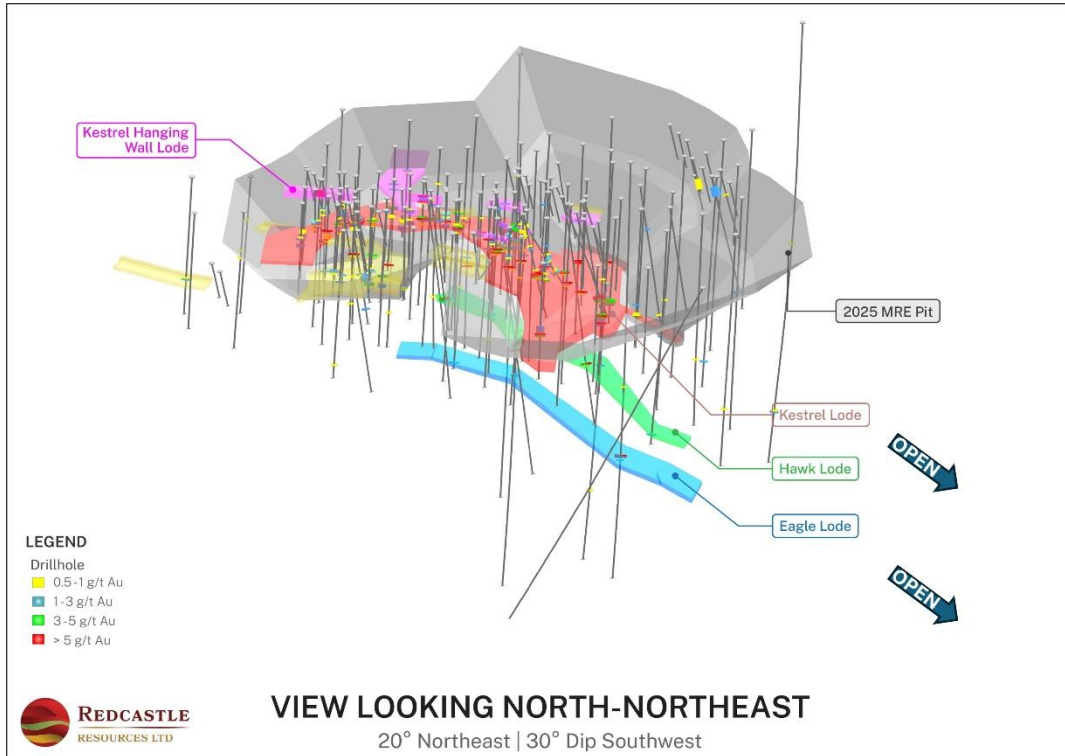 Kestrel Hanging
Wall Lode
2025 MRE Pit
Kestrel Lode
OPEN
Hawk Lode
Eagle Lode
OPEN
LEGEND
Drillhole
0.5-1 g/t Au
1-3 g/t Au
3-5 g/t Au
> 5 g/t Au
REDCASTLE
RESOURCES LTD
VIEW LOOKING NORTH-NORTHEAST
20° Northeast | 30° Dip Southwest